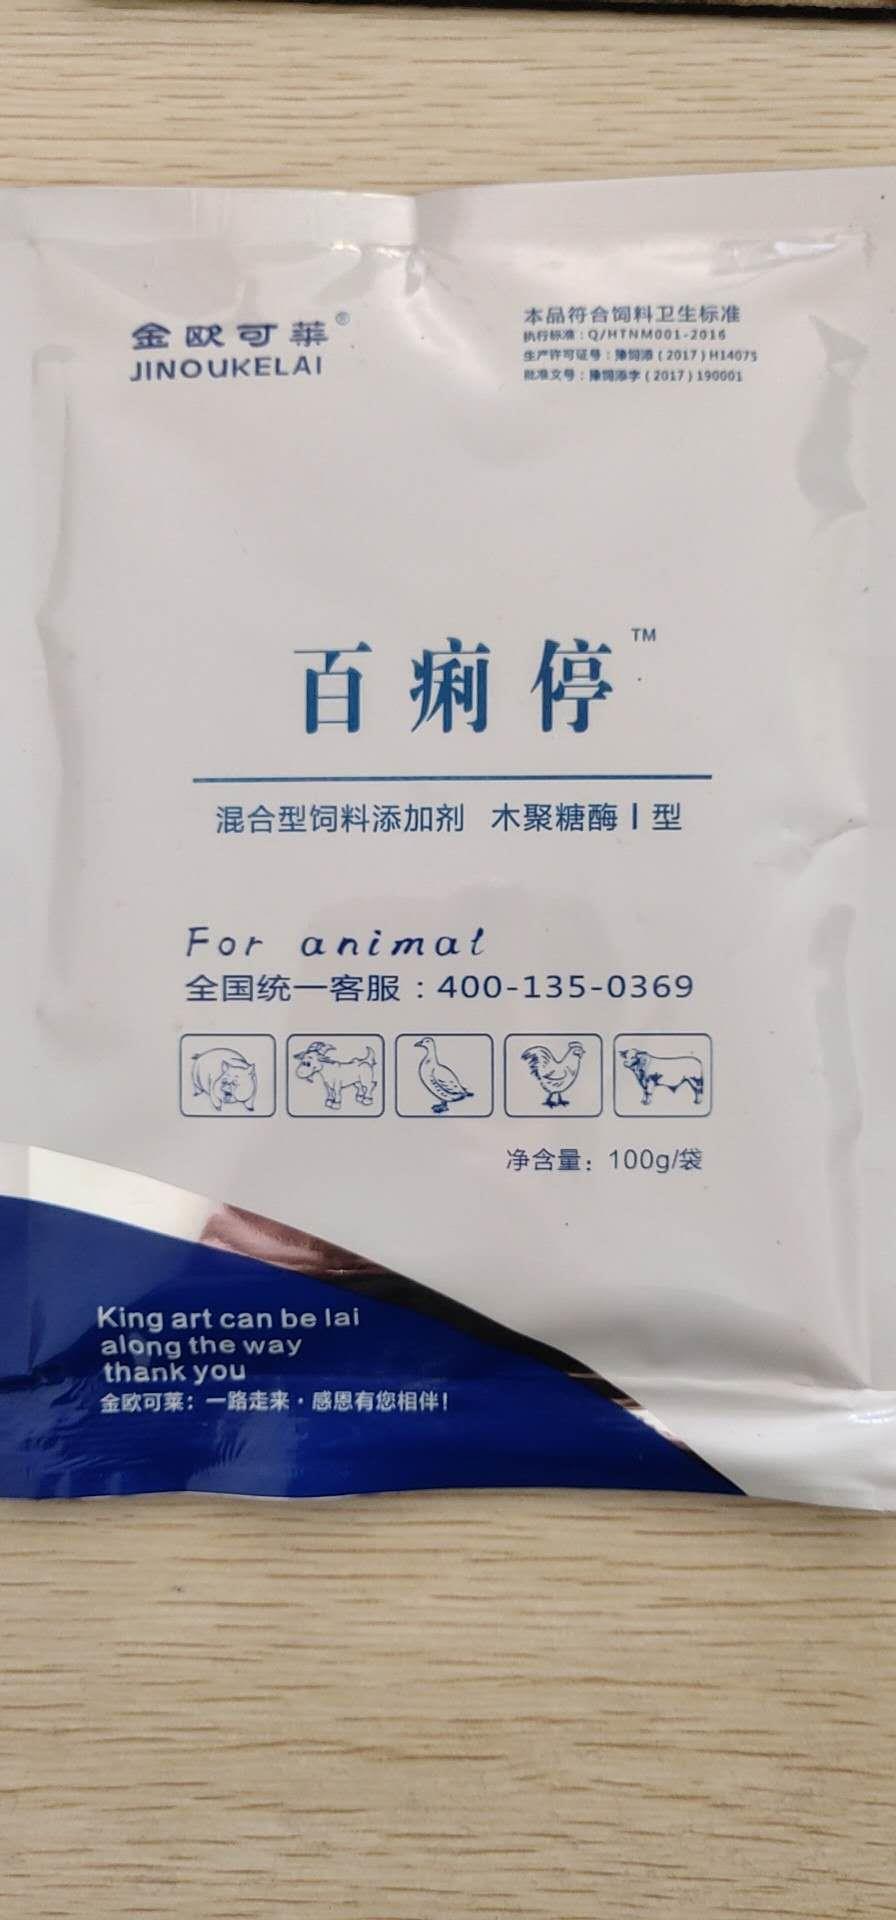 金欧可莱®
JINOUKELAI
本品符合饲料卫生标准
执行标准：Q/HTNM001-2016
生产许可证号：豫饲添（2017）H14075
批准文号：豫饲添字（2017）190001
百痢停™
混合型饲料添加剂 木聚糖酶Ⅰ型
For animal
全国统一客服：400-135-0369
净含量：100g/袋
King art can be lai
along the way
thank you
金欧可莱：一路走来·感恩有您相伴！